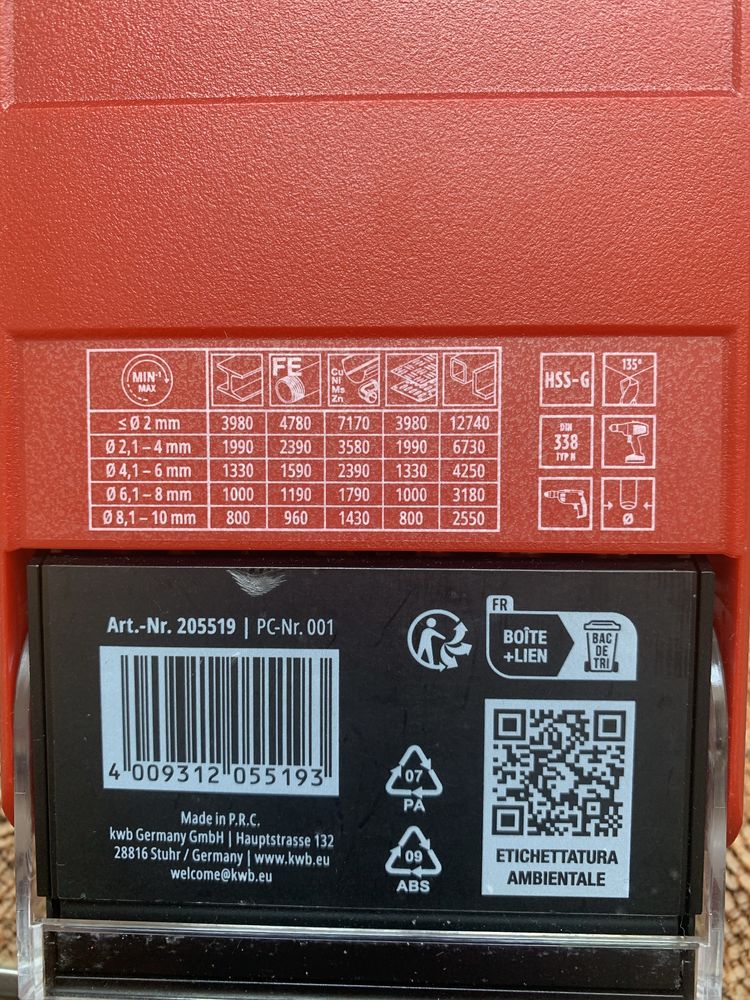 MIN-1 MAX FE Cu Ni Ms Zn
≤ Ø 2 mm 3980 4780 7170 3980 12740
Ø 2,1 – 4 mm 1990 2390 3580 1990 6730
Ø 4,1 – 6 mm 1330 1590 2390 1330 4250
Ø 6,1 – 8 mm 1000 1190 1790 1000 3180
Ø 8,1 – 10 mm 800 960 1430 800 2550
HSS-G 135°
DIN
338
TYP N
Ø
Art.-Nr. 205519 | PC-Nr. 001
4 009312 055193
Made in P.R.C.
kwb Germany GmbH | Hauptstrasse 132
28816 Stuhr / Germany | www.kwb.eu
welcome@kwb.eu
FR
BOÎTE
+LIEN
BAC
DE
TRI
07
PA
09
ABS
ETICHETTATURA
AMBIENTALE